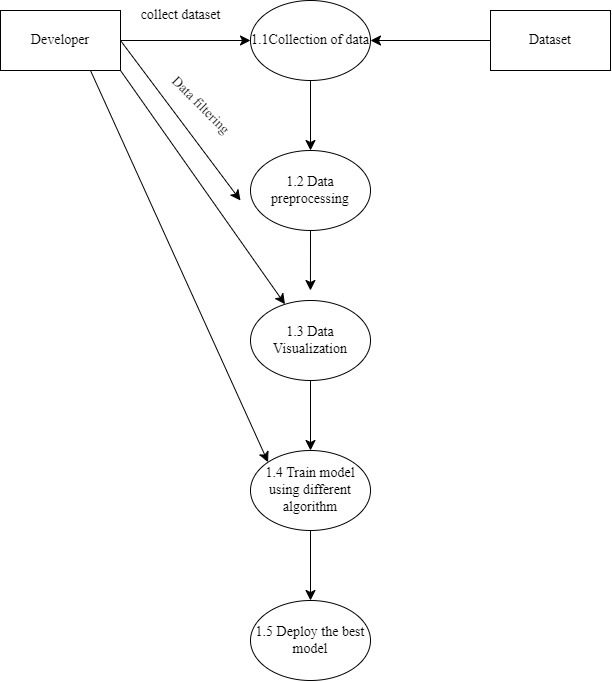 collect dataset
Developer
1.1Collection of data
Dataset
Data filtering
1.2 Data
preprocessing
1.3 Data
Visualization
1.4 Train model
using different
algorithm
1.5 Deploy the best
model